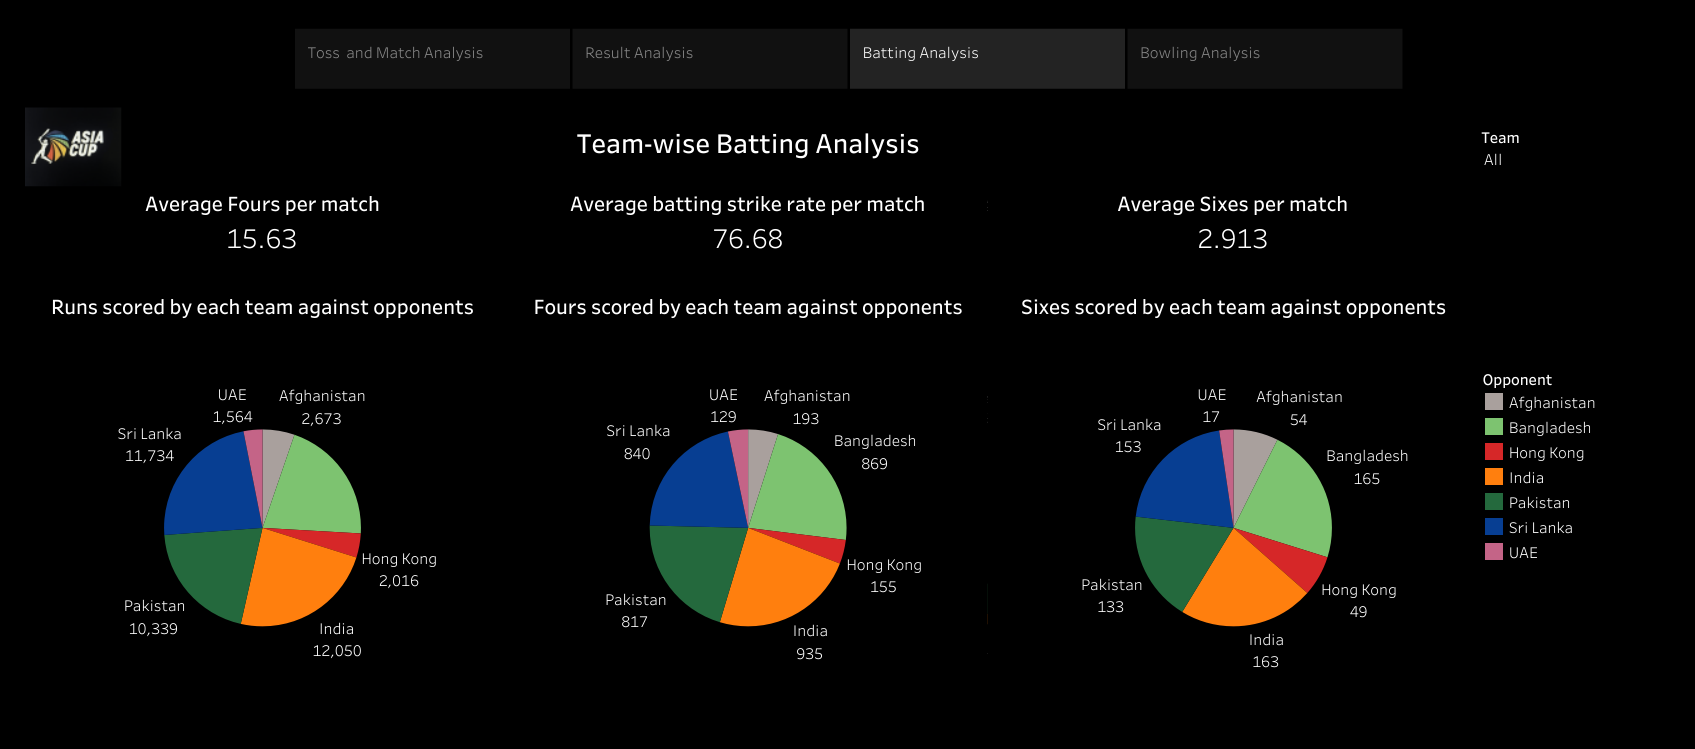 Toss  and Match Analysis
Result Analysis
Batting Analysis
Bowling Analysis
ASIA
CUP
Team-wise Batting Analysis
Team
All
Average Fours per match
15.63
Average batting strike rate per match
76.68
Average Sixes per match
2.913
Runs scored by each team against opponents
UAE
1,564
Afghanistan
2,673
Sri Lanka
11,734
Hong Kong
2,016
Pakistan
10,339
India
12,050
Fours scored by each team against opponents
UAE
129
Afghanistan
193
Sri Lanka
840
Bangladesh
869
Hong Kong
155
Pakistan
817
India
935
Sixes scored by each team against opponents
UAE
17
Afghanistan
54
Sri Lanka
153
Bangladesh
165
Pakistan
133
Hong Kong
49
India
163
Opponent
Afghanistan
Bangladesh
Hong Kong
India
Pakistan
Sri Lanka
UAE